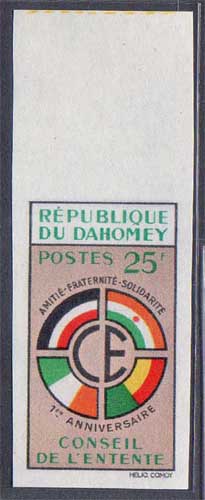 RÉPUBLIQUE
DU DAHOMEY
POSTES 25F
AMITIÉ-FRATERNITÉ-SOLIDARITÉ
CE
1ER ANNIVERSAIRE
CONSEIL
DE L'ENTENTE
HELIO. COMOY